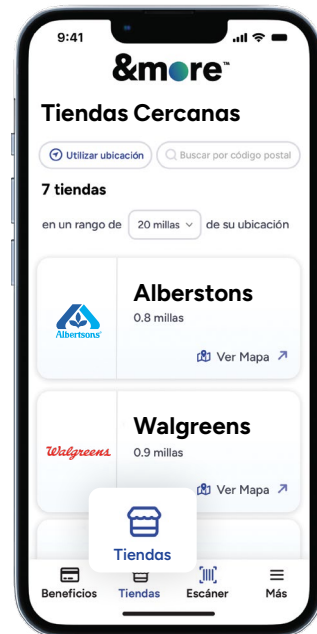 9:41
&more™
Tiendas Cercanas
Utilizar ubicación
Buscar por código postal
7 tiendas
en un rango de 20 millas de su ubicación
Alberstons
Albertsons
0.8 millas
Ver Mapa
Walgreens
Walgreens
0.9 millas
Ver Mapa
Tiendas
Beneficios Tiendas Escáner Más